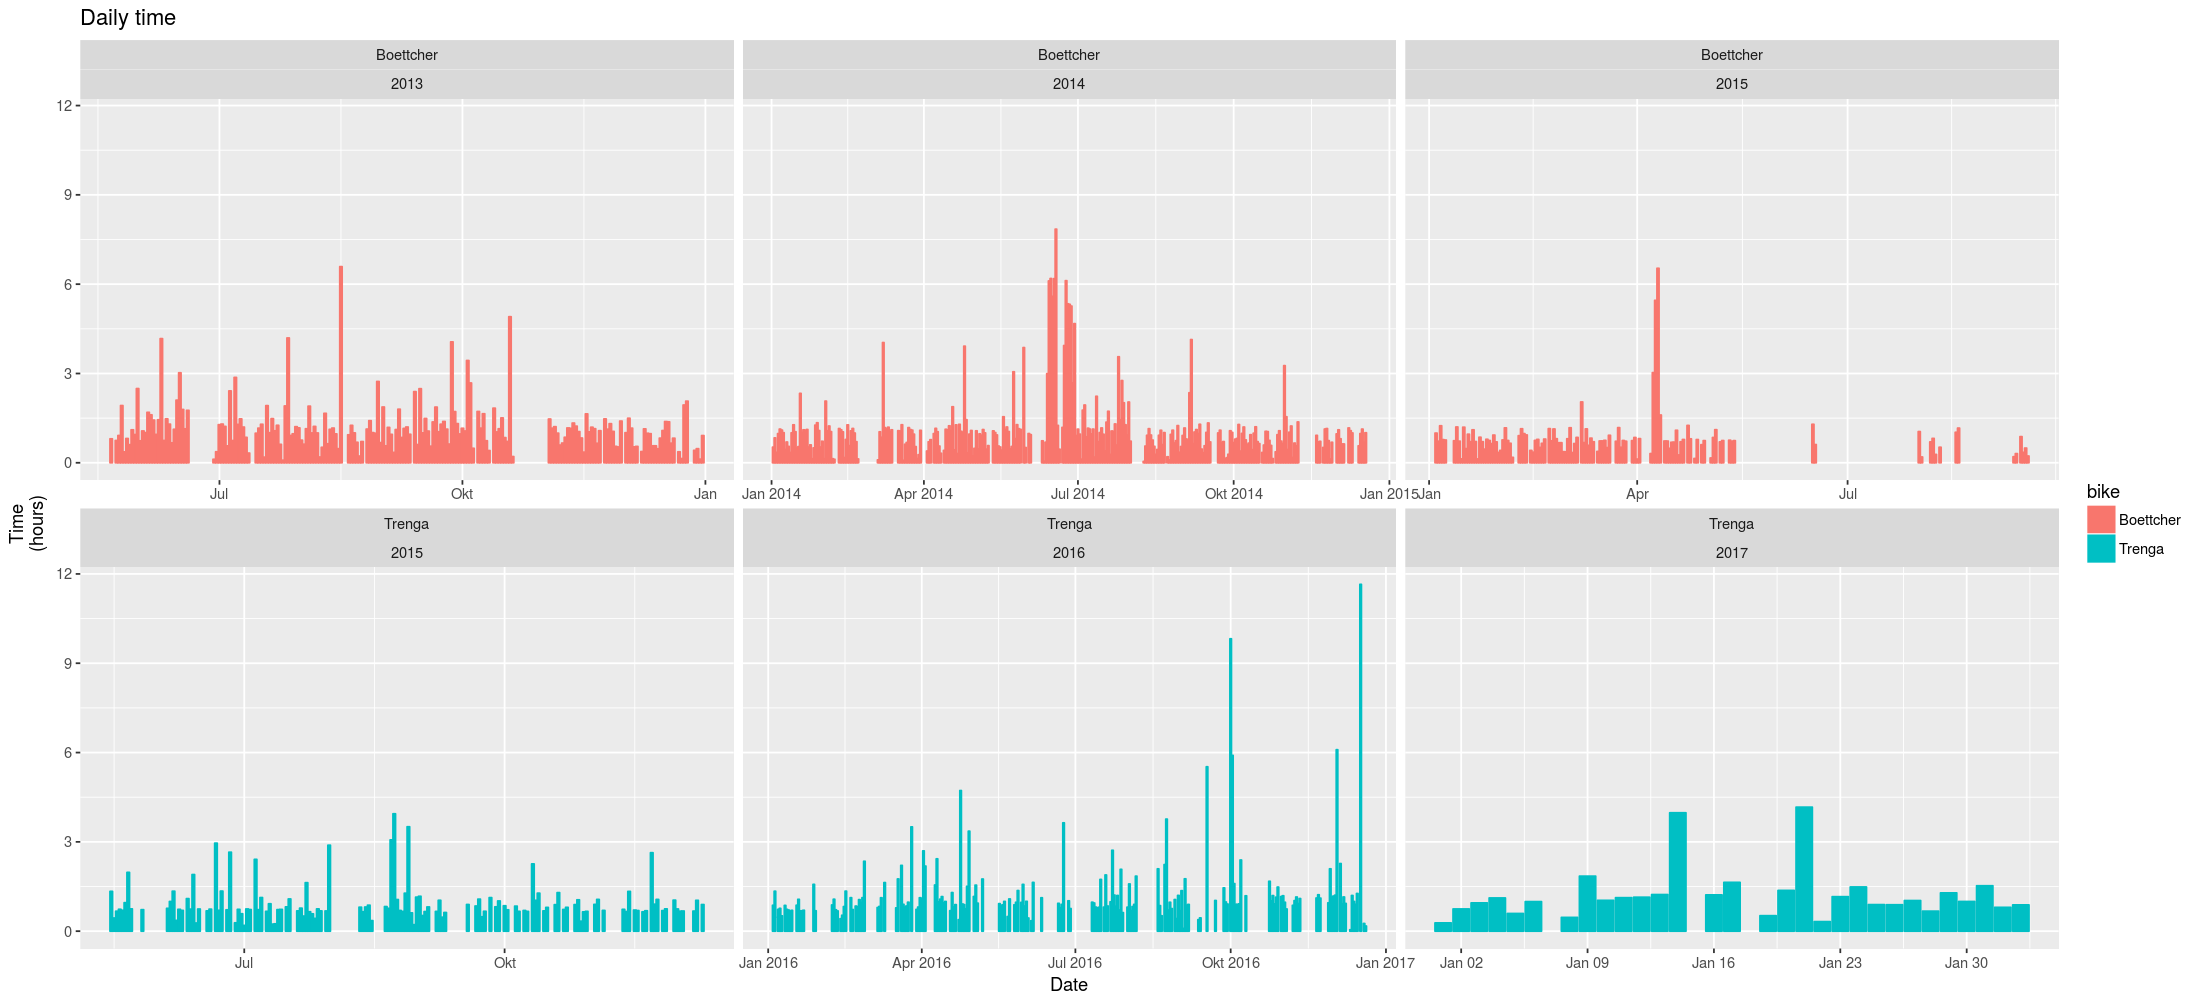 Daily time
Boettcher
2013
Boettcher
2014
Boettcher
2015
12
9
6
3
0
Jul
Okt
Jan
Jan 2014
Apr 2014
Jul 2014
Okt 2014
Jan 2015
Jan
Apr
Jul
Time
(hours)
Trenga
2015
Trenga
2016
Trenga
2017
12
9
6
3
0
Jul
Okt
Jan 2016
Apr 2016
Jul 2016
Okt 2016
Jan 2017
Jan 02
Jan 09
Jan 16
Jan 23
Jan 30
Date
bike
Boettcher
Trenga